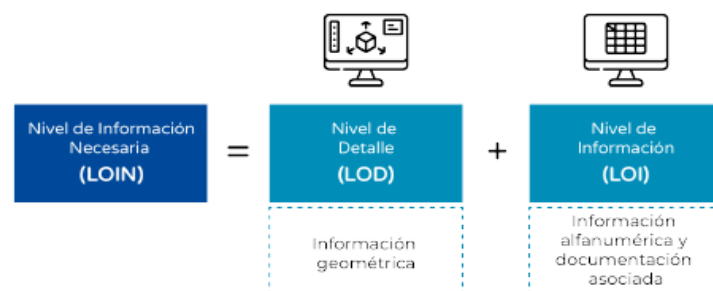 Nivel de Información
Necesaria
(LOIN)
=
Nivel de
Detalle
(LOD)
+
Nivel de
Información
(LOI)
Información
geométrica
Información
alfanumérica y
documentación
asociada